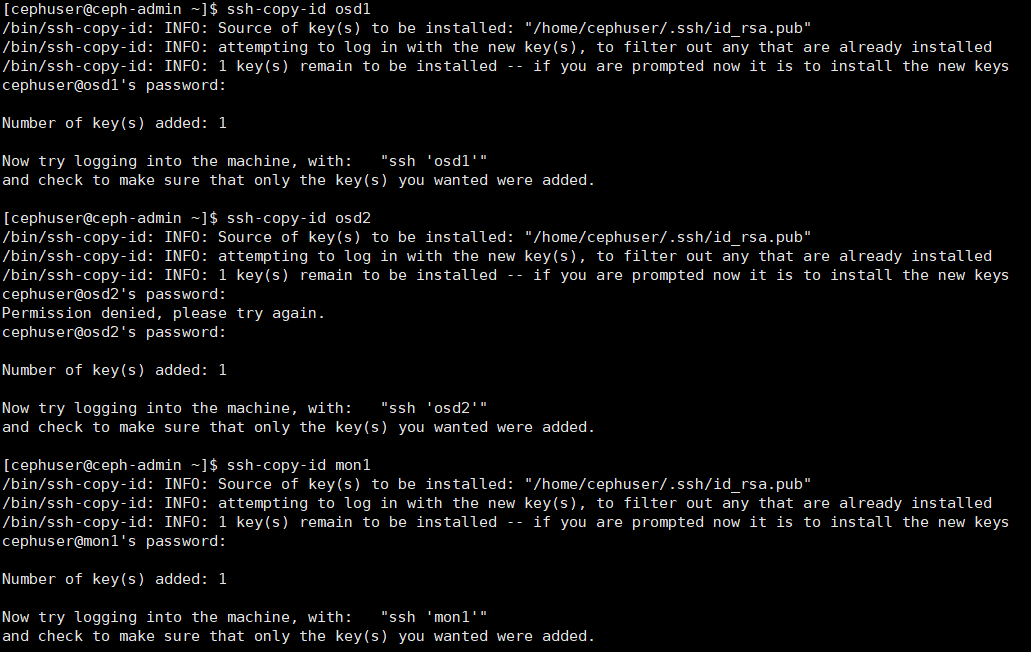 [cephuser@ceph-admin ~]$ ssh-copy-id osd1
/bin/ssh-copy-id: INFO: Source of key(s) to be installed: "/home/cephuser/.ssh/id_rsa.pub"
/bin/ssh-copy-id: INFO: attempting to log in with the new key(s), to filter out any that are already installed
/bin/ssh-copy-id: INFO: 1 key(s) remain to be installed -- if you are prompted now it is to install the new keys
cephuser@osd1's password:
Number of key(s) added: 1
Now try logging into the machine, with:   "ssh 'osd1'"
and check to make sure that only the key(s) you wanted were added.
[cephuser@ceph-admin ~]$ ssh-copy-id osd2
/bin/ssh-copy-id: INFO: Source of key(s) to be installed: "/home/cephuser/.ssh/id_rsa.pub"
/bin/ssh-copy-id: INFO: attempting to log in with the new key(s), to filter out any that are already installed
/bin/ssh-copy-id: INFO: 1 key(s) remain to be installed -- if you are prompted now it is to install the new keys
cephuser@osd2's password:
Permission denied, please try again.
cephuser@osd2's password:
Number of key(s) added: 1
Now try logging into the machine, with:   "ssh 'osd2'"
and check to make sure that only the key(s) you wanted were added.
[cephuser@ceph-admin ~]$ ssh-copy-id mon1
/bin/ssh-copy-id: INFO: Source of key(s) to be installed: "/home/cephuser/.ssh/id_rsa.pub"
/bin/ssh-copy-id: INFO: attempting to log in with the new key(s), to filter out any that are already installed
/bin/ssh-copy-id: INFO: 1 key(s) remain to be installed -- if you are prompted now it is to install the new keys
cephuser@mon1's password:
Number of key(s) added: 1
Now try logging into the machine, with:   "ssh 'mon1'"
and check to make sure that only the key(s) you wanted were added.